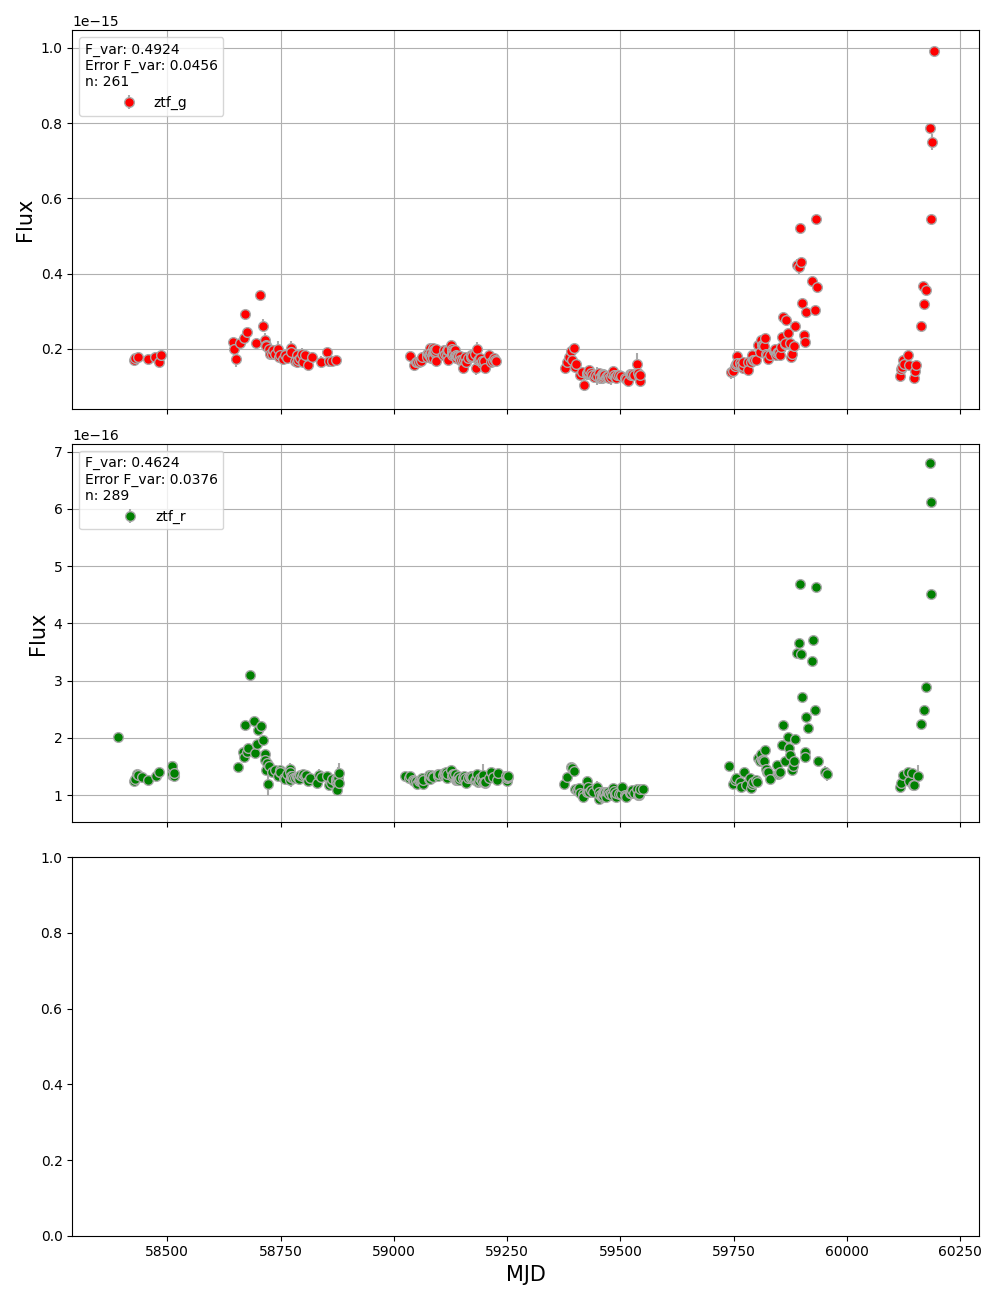 1e−15
F_var: 0.4924
Error F_var: 0.0456
n: 261
ztf_g
1.0
0.8
0.6
0.4
0.2
Flux
1e−16
F_var: 0.4624
Error F_var: 0.0376
n: 289
ztf_r
7
6
5
4
3
2
1
Flux
1.0
0.8
0.6
0.4
0.2
0.0
58500 58750 59000 59250 59500 59750 60000 60250
MJD